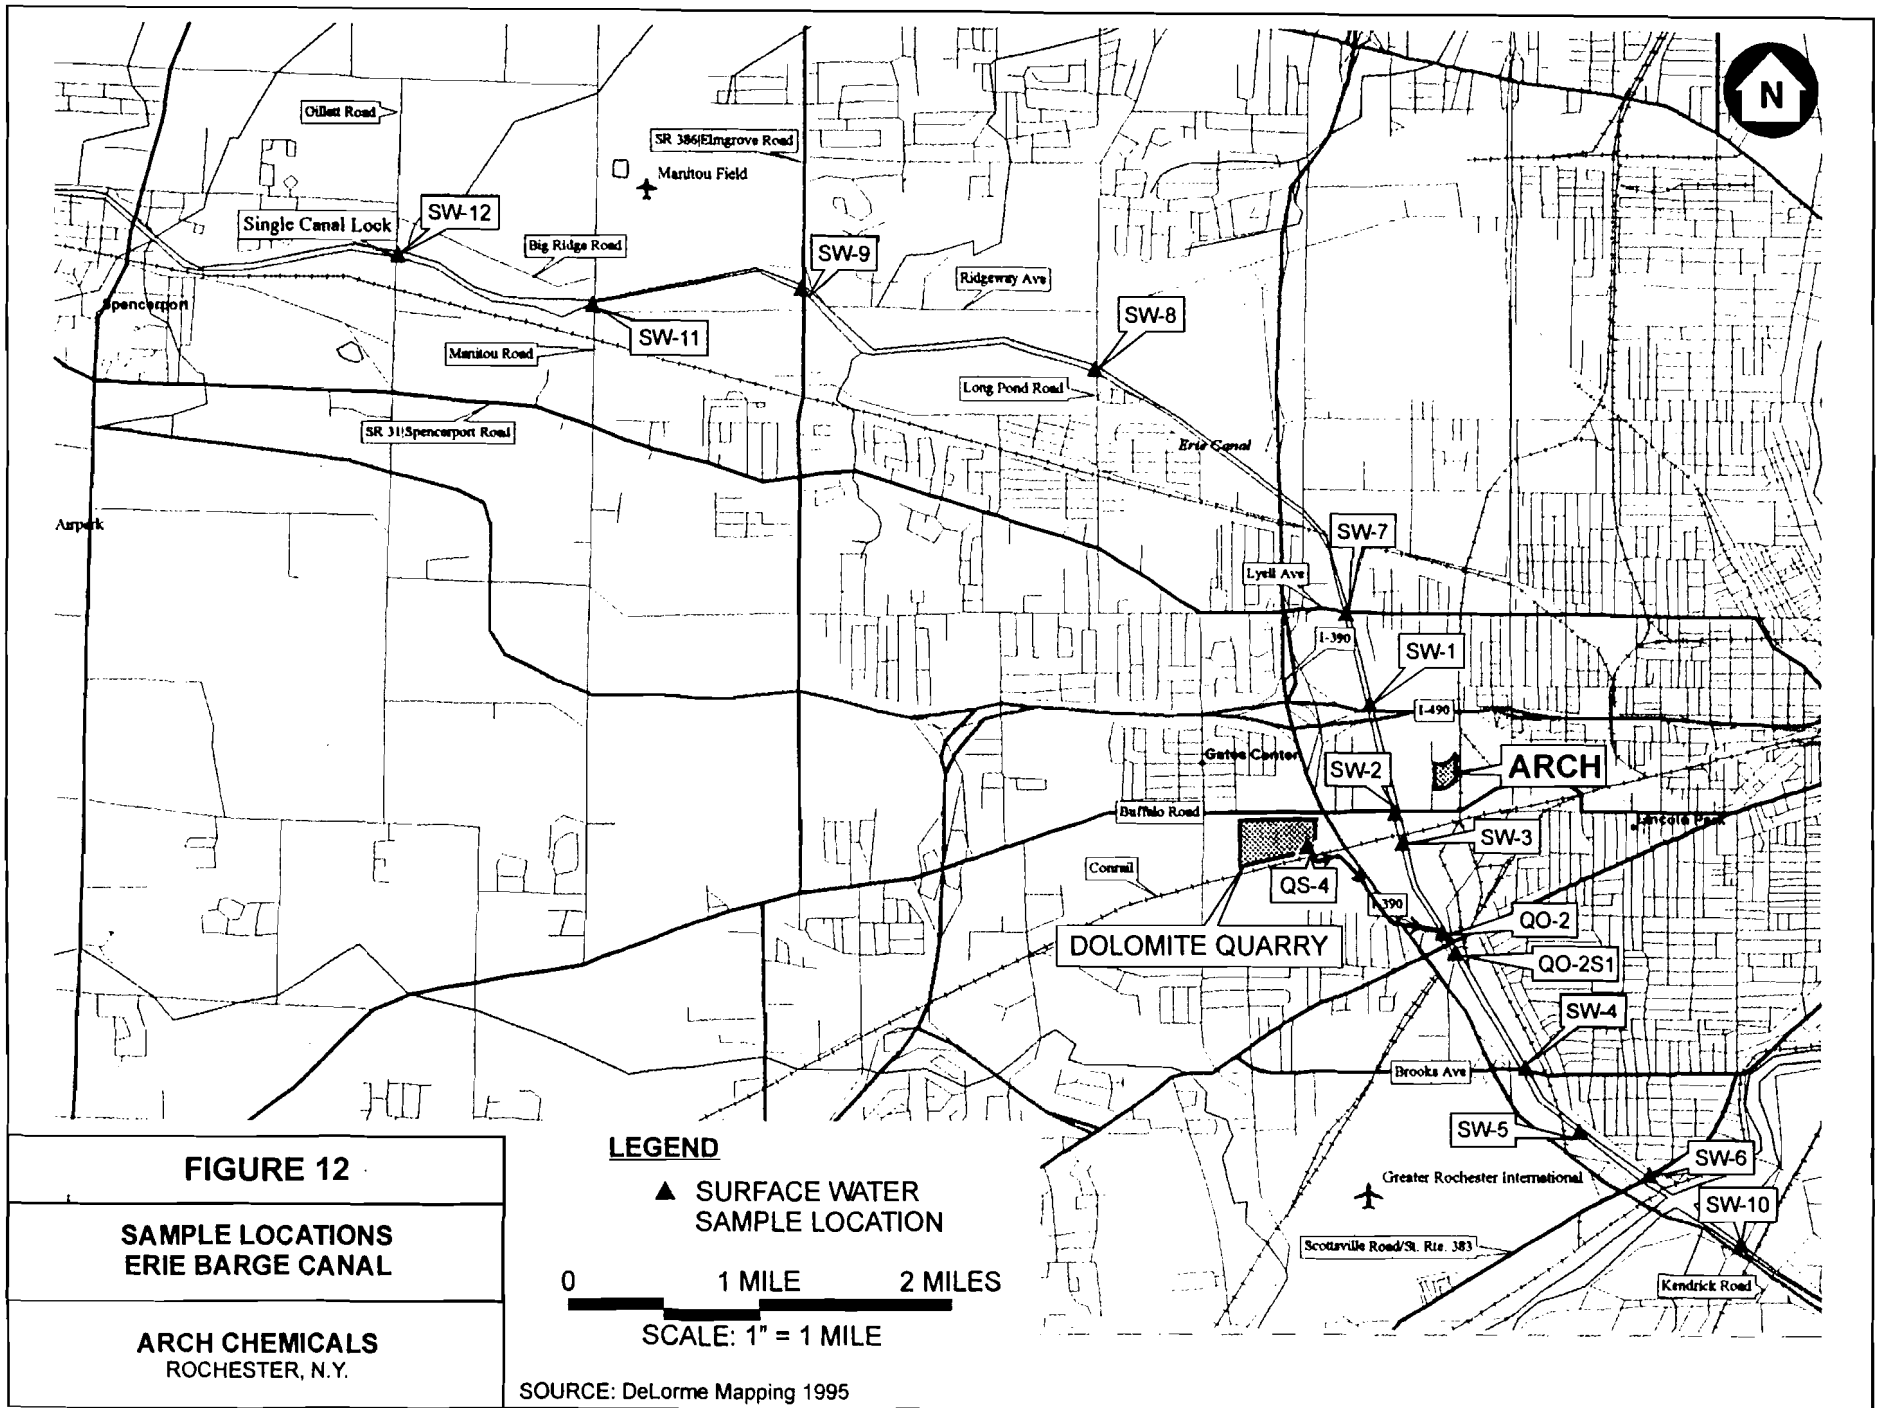 N
Gillett Road
SR 386|Elmgrove Road
Manitou Field
SW-12
Single Canal Lock
Big Ridge Road
SW-9
Ridgeway Ave
Spencerport
SW-11
SW-8
Manitou Road
Long Pond Road
SR 31|Spencerport Road
Erie Canal
Airpark
SW-7
Lyell Ave
I-390
SW-1
I-490
Gates Center
SW-2
ARCH
Buffalo Road
Lincoln Park
SW-3
Conrail
QS-4
I-390
QO-2
DOLOMITE QUARRY
QO-2S1
SW-4
Brooks Ave
SW-5
SW-6
Greater Rochester International
SW-10
Scottsville Road/St. Rte. 383
Kendrick Road
FIGURE 12
SAMPLE LOCATIONS
ERIE BARGE CANAL
ARCH CHEMICALS
ROCHESTER, N.Y.
LEGEND
SURFACE WATER
SAMPLE LOCATION
0 1 MILE 2 MILES
SCALE: 1" = 1 MILE
SOURCE: DeLorme Mapping 1995